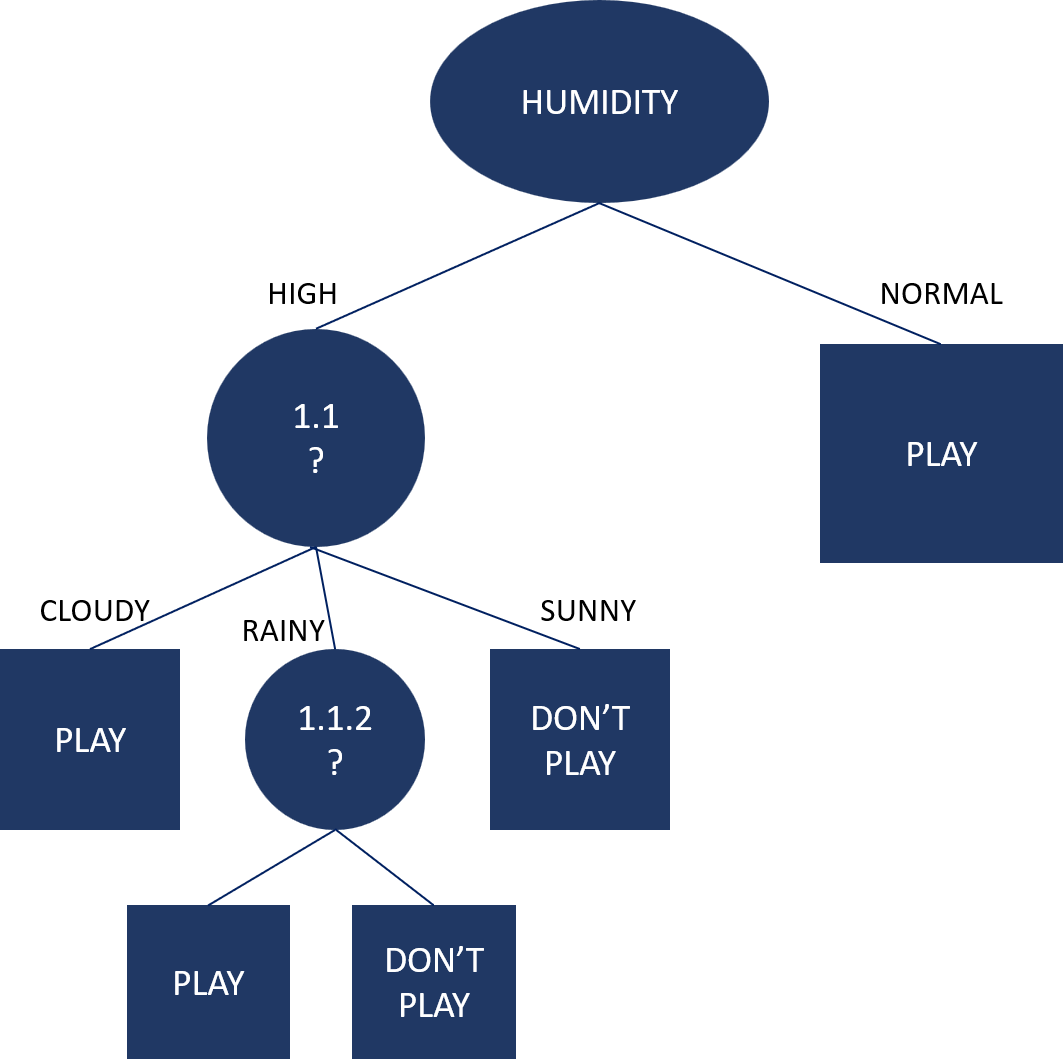 HUMIDITY
HIGH
NORMAL
1.1
?
PLAY
CLOUDY
RAINY
SUNNY
PLAY
1.1.2
?
DON’T
PLAY
PLAY
DON’T
PLAY